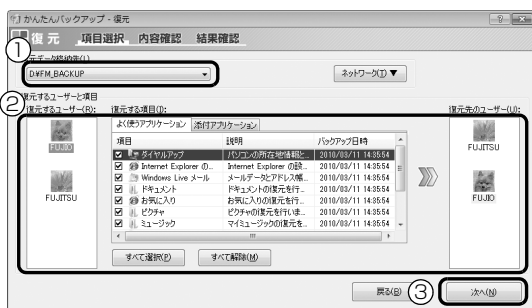 かんたんバックアップ - 復元
復 元 項目選択 内容確認 結果確認
①
復元データ格納先(L)
D:¥FM_BACKUP
ネットワーク(T)▼
②
復元するユーザーと項目
復元するユーザー(R):
復元する項目(I):
復元先のユーザー(U):
よく使うアプリケーション 添付アプリケーション
項目 説明 バックアップ日時
ダイヤルアップ パソコンの所在地情報と... 2010/03/11 14:35:54
Internet Explorer の... Internet Explorer の設... 2010/03/11 14:35:54
Windows Live メール メールデータとアドレス帳... 2010/03/11 14:35:54
ドキュメント ドキュメントの復元を行... 2010/03/11 14:35:54
お気に入り お気に入りの復元を行... 2010/03/11 14:35:54
ピクチャ ピクチャの復元を行いま... 2010/03/11 14:35:54
ミュージック マイミュージックの復元を... 2010/03/11 14:35:54
FUJIO
FUJITSU
FUJITSU
FUJIO
すべて選択(P) すべて解除(M)
戻る(B) ③ 次へ(N)